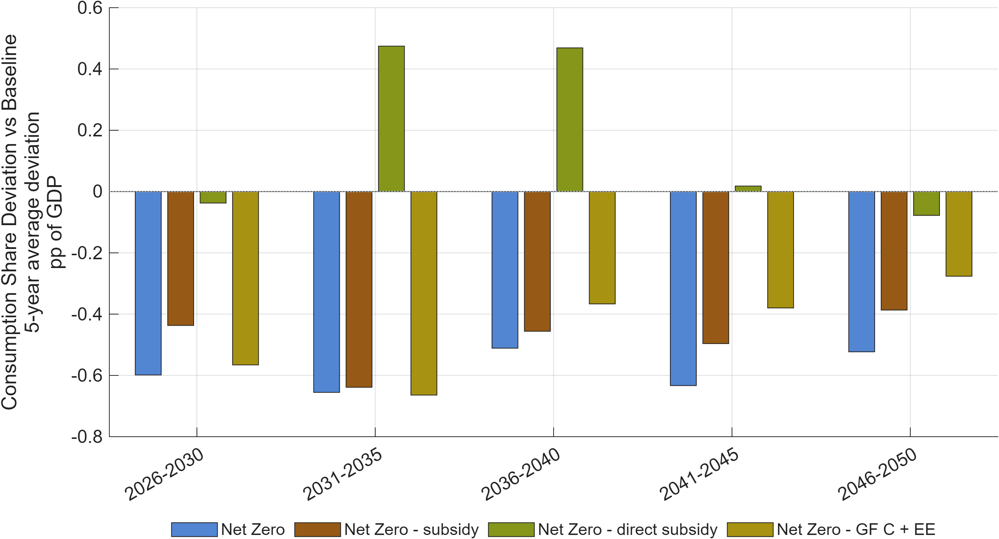 Consumption Share Deviation vs Baseline
5-year average deviation
pp of GDP
0.6
0.4
0.2
0
-0.2
-0.4
-0.6
-0.8
2026-2030
2031-2035
2036-2040
2041-2045
2046-2050
Net Zero
Net Zero - subsidy
Net Zero - direct subsidy
Net Zero - GF C + EE